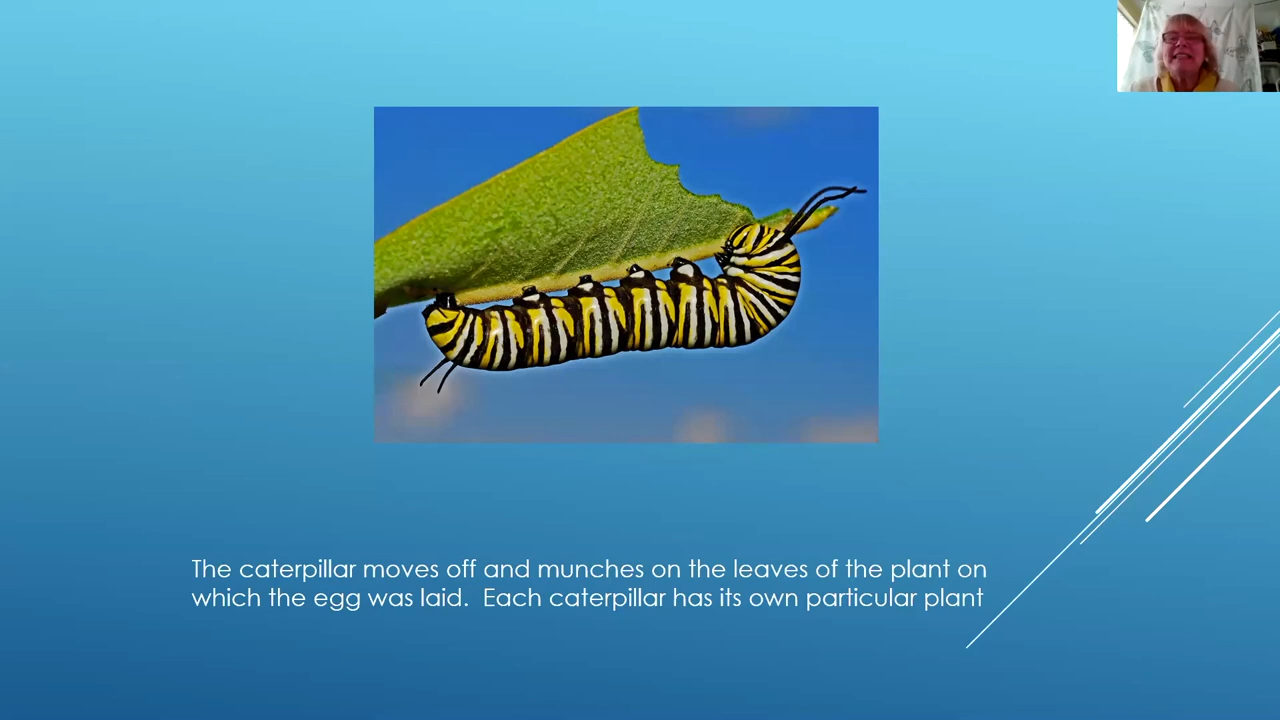 The caterpillar moves off and munches on the leaves of the plant on
which the egg was laid.  Each caterpillar has its own particular plant